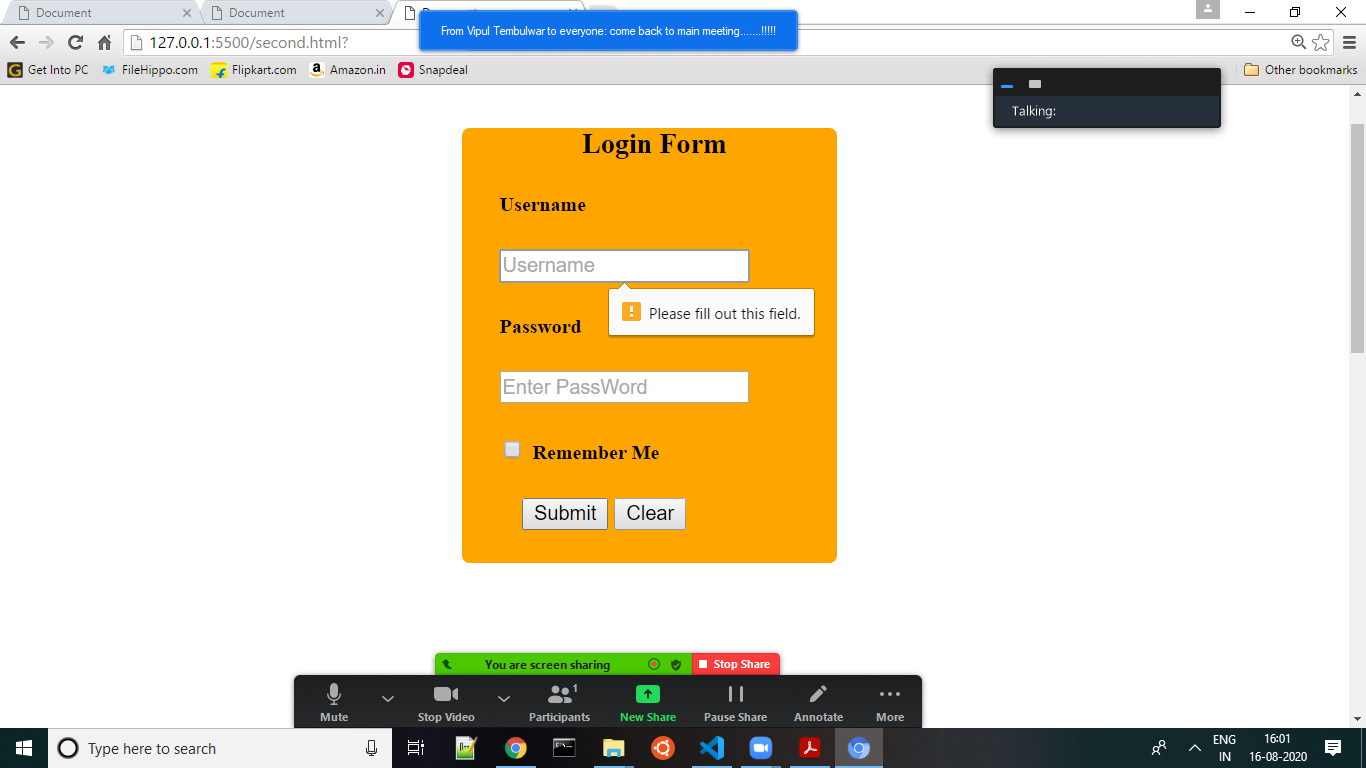 Document
Document
From Vipul Tembulwar to everyone: come back to main meeting.......!!!!!
127.0.0.1:5500/second.html?
Get Into PC
FileHippo.com
Flipkart.com
Amazon.in
Snapdeal
Other bookmarks
Talking:
Login Form
Username
Username
Please fill out this field.
Password
Enter PassWord
Remember Me
Submit Clear
You are screen sharing
Stop Share
1
Mute
Stop Video
Participants
New Share
Pause Share
Annotate
More
Type here to search
ENG
IN
16:01
16-08-2020